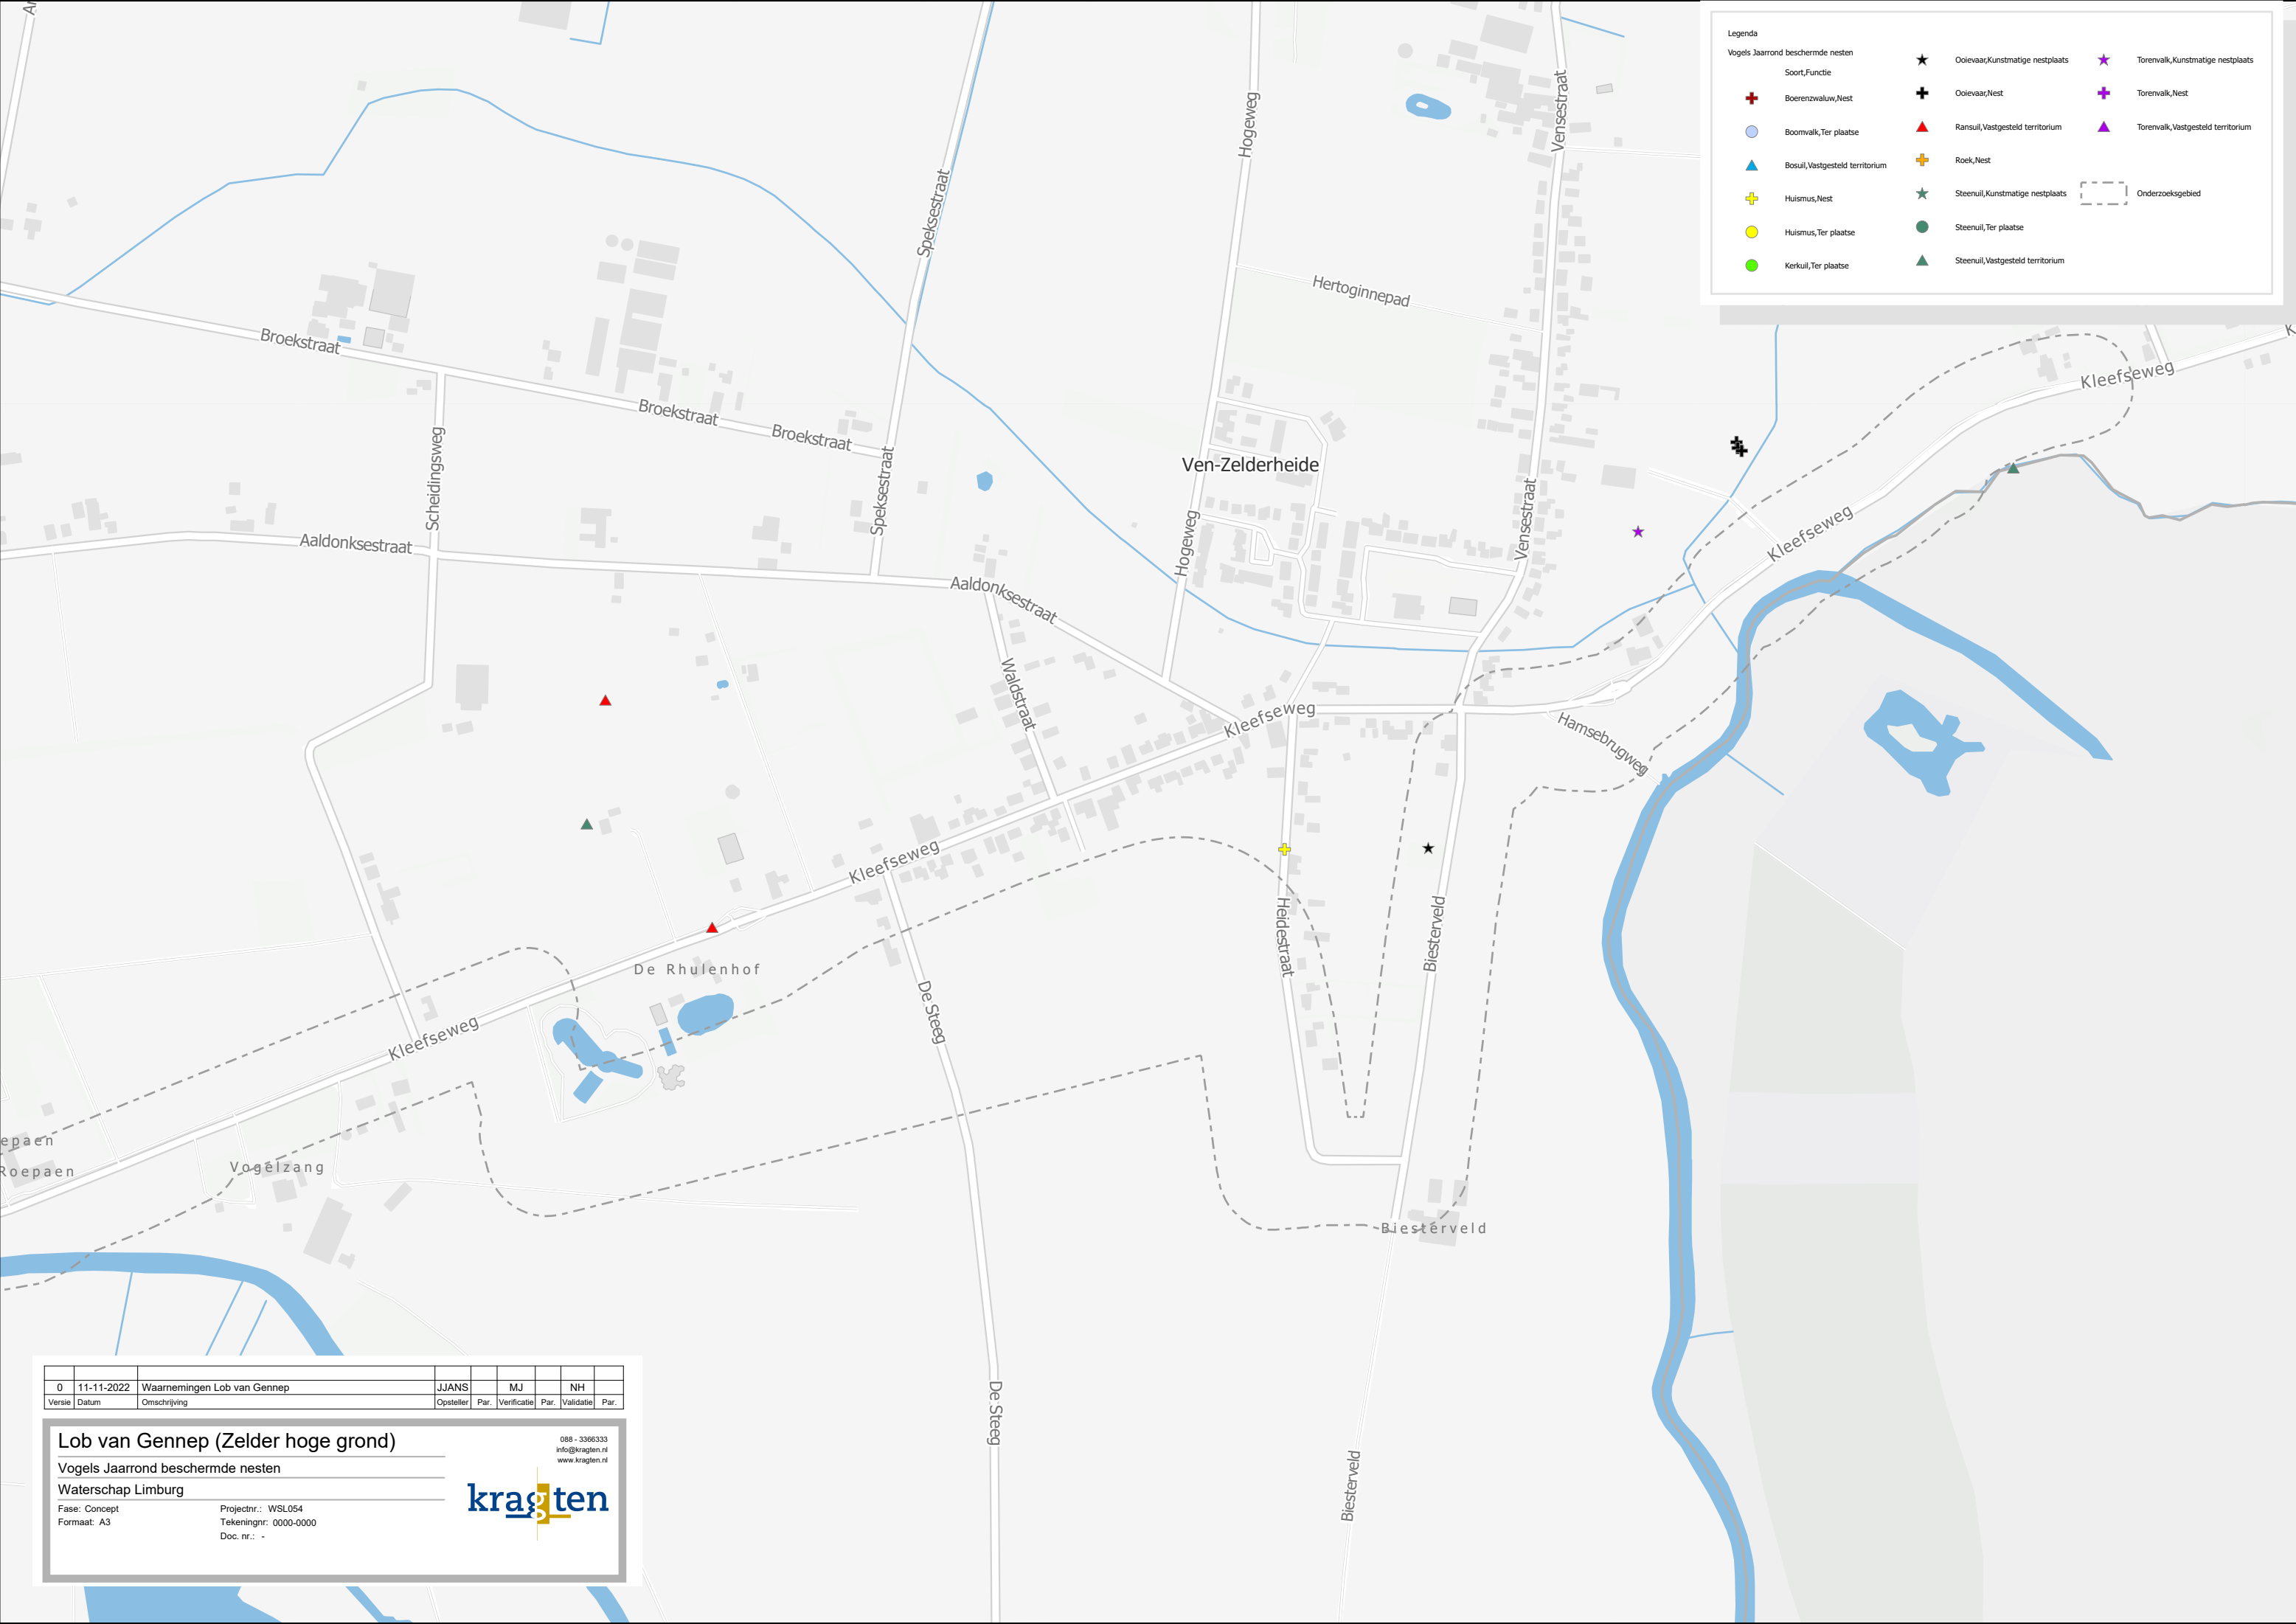 Legenda
Vogels Jaarrond beschermde nesten
Soort,Functie
Boerenzwaluw,Nest
Boomvalk,Ter plaatse
Bosuil,Vastgesteld territorium
Huismus,Nest
Huismus,Ter plaatse
Kerkuil,Ter plaatse
Ooievaar,Kunstmatige nestplaats
Ooievaar,Nest
Ransuil,Vastgesteld territorium
Roek,Nest
Steenuil,Kunstmatige nestplaats
Steenuil,Ter plaatse
Steenuil,Vastgesteld territorium
Torenvalk,Kunstmatige nestplaats
Torenvalk,Nest
Torenvalk,Vastgesteld territorium
Onderzoeksgebied
Hogeweg
Vensestraat
Speksestraat
Hertoginnepad
Broekstraat
Broekstraat
Broekstraat
Kleefseweg
Scheidingsweg
Speksestraat
Ven-Zelderheide
Vensestraat
Hogeweg
Kleefseweg
Aaldonksestraat
Aaldonksestraat
Waldstraat
Kleefseweg
Hamsebrugweg
Kleefseweg
Heidestraat
Biesterveld
De Rhulenhof
De Steeg
Kleefseweg
epaen
Roepaen
Vogelzang
Biesterveld
De Steeg
Biesterveld
0 11-11-2022 Waarnemingen Lob van Gennep JJANS MJ NH
Versie Datum Omschrijving Opsteller Par. Verificatie Par. Validatie Par.
Lob van Gennep (Zelder hoge grond)
Vogels Jaarrond beschermde nesten
Waterschap Limburg
Fase: Concept
Formaat: A3
Projectnr.: WSL054
Tekeningnr: 0000-0000
Doc. nr.: -
088 - 3366333
info@kragten.nl
www.kragten.nl
kragten